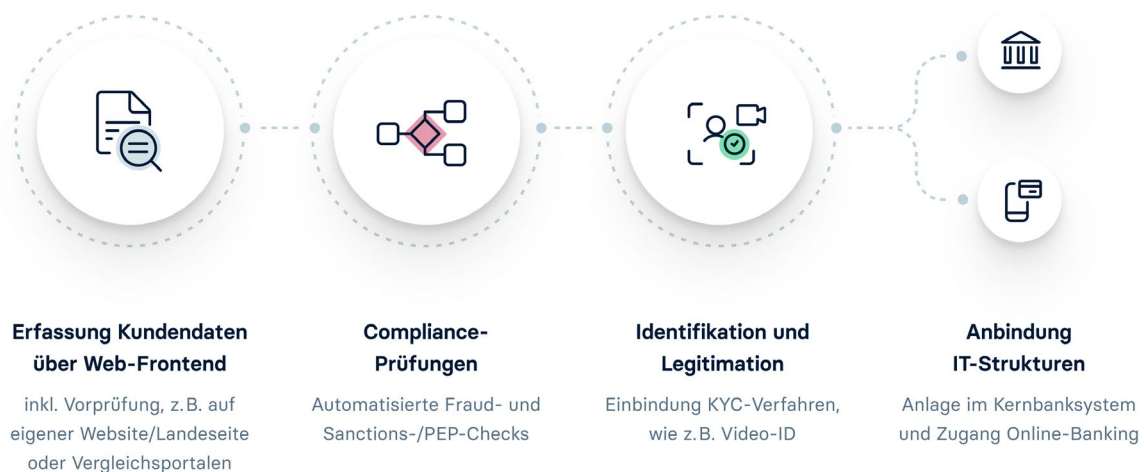 Erfassung Kundendaten
über Web-Frontend
inkl. Vorprüfung, z.B. auf
eigener Website/Landeseite
oder Vergleichsportalen
Compliance-
Prüfungen
Automatisierte Fraud- und
Sanctions-/PEP-Checks
Identifikation und
Legitimation
Einbindung KYC-Verfahren,
wie z.B. Video-ID
Anbindung
IT-Strukturen
Anlage im Kernbanksystem
und Zugang Online-Banking